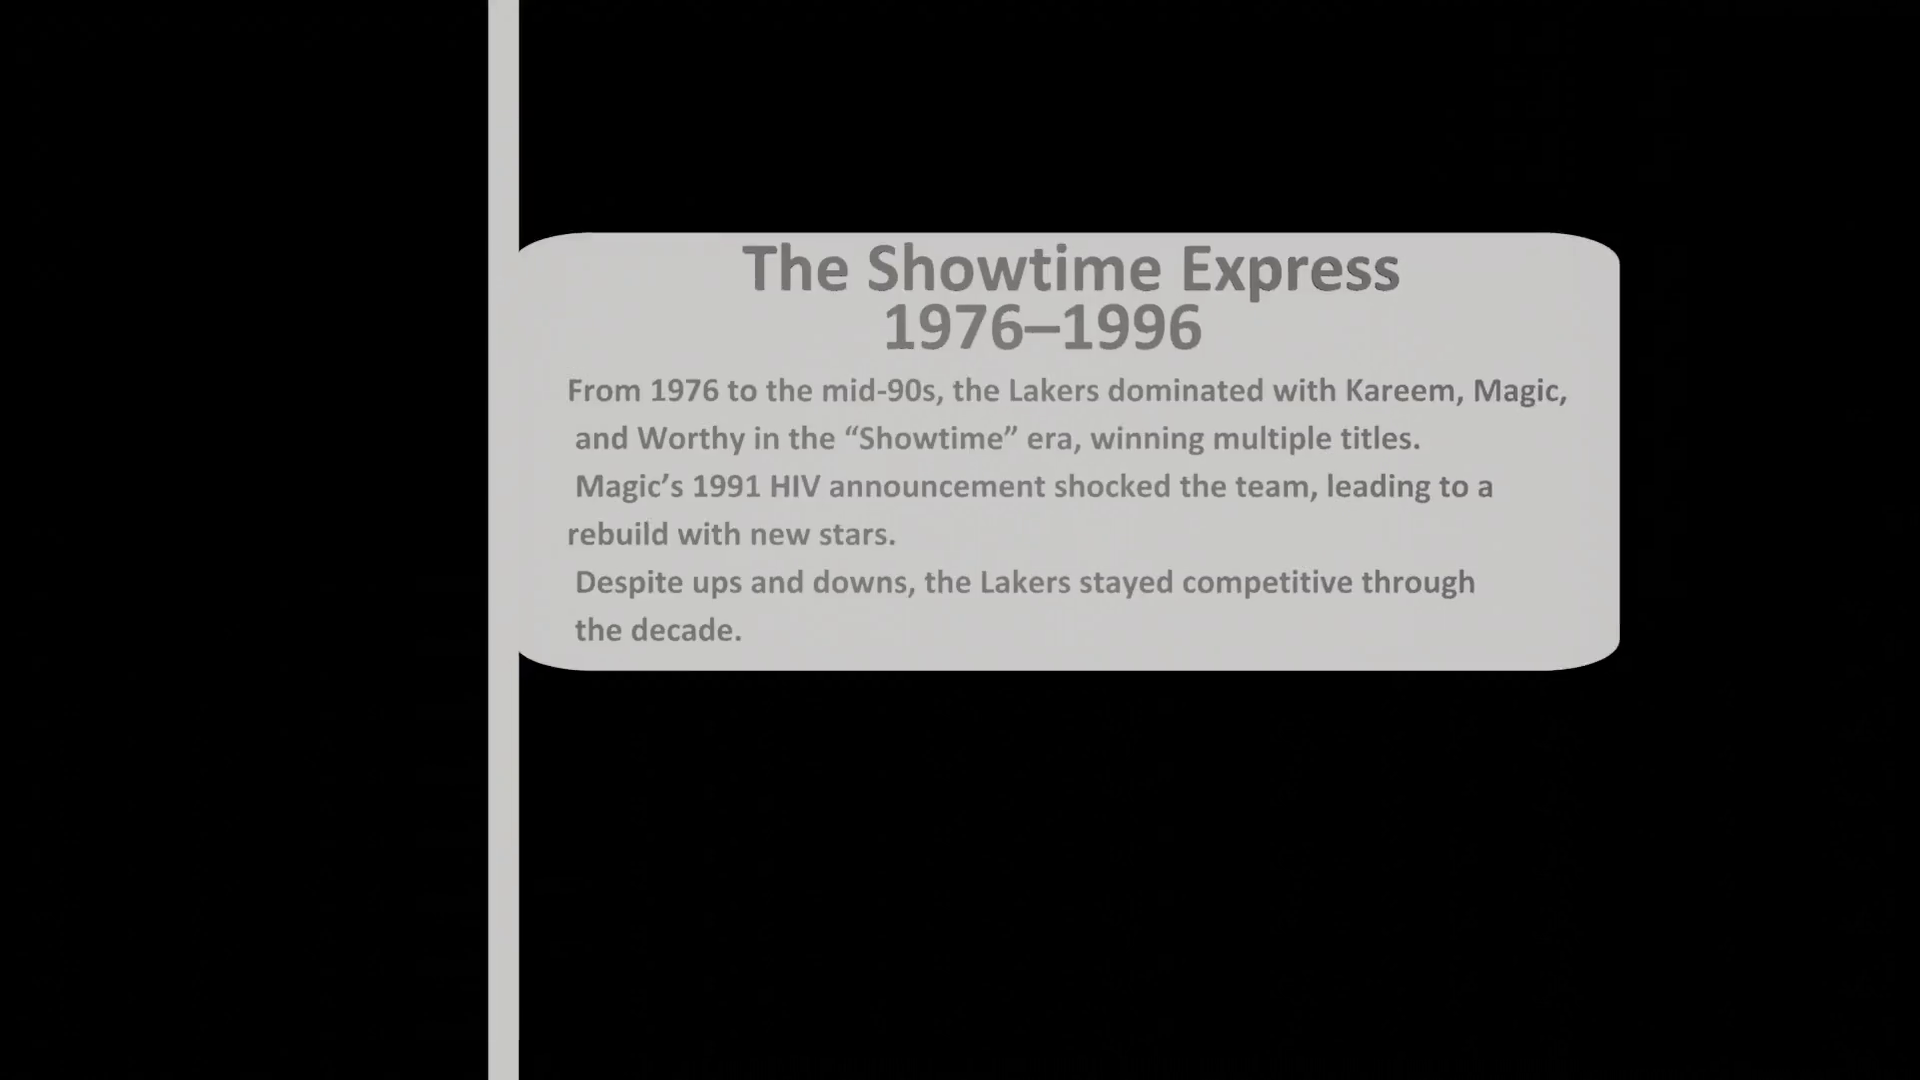 The Showtime Express
1976–1996
From 1976 to the mid-90s, the Lakers dominated with Kareem, Magic,
and Worthy in the “Showtime” era, winning multiple titles.
Magic’s 1991 HIV announcement shocked the team, leading to a
rebuild with new stars.
Despite ups and downs, the Lakers stayed competitive through
the decade.